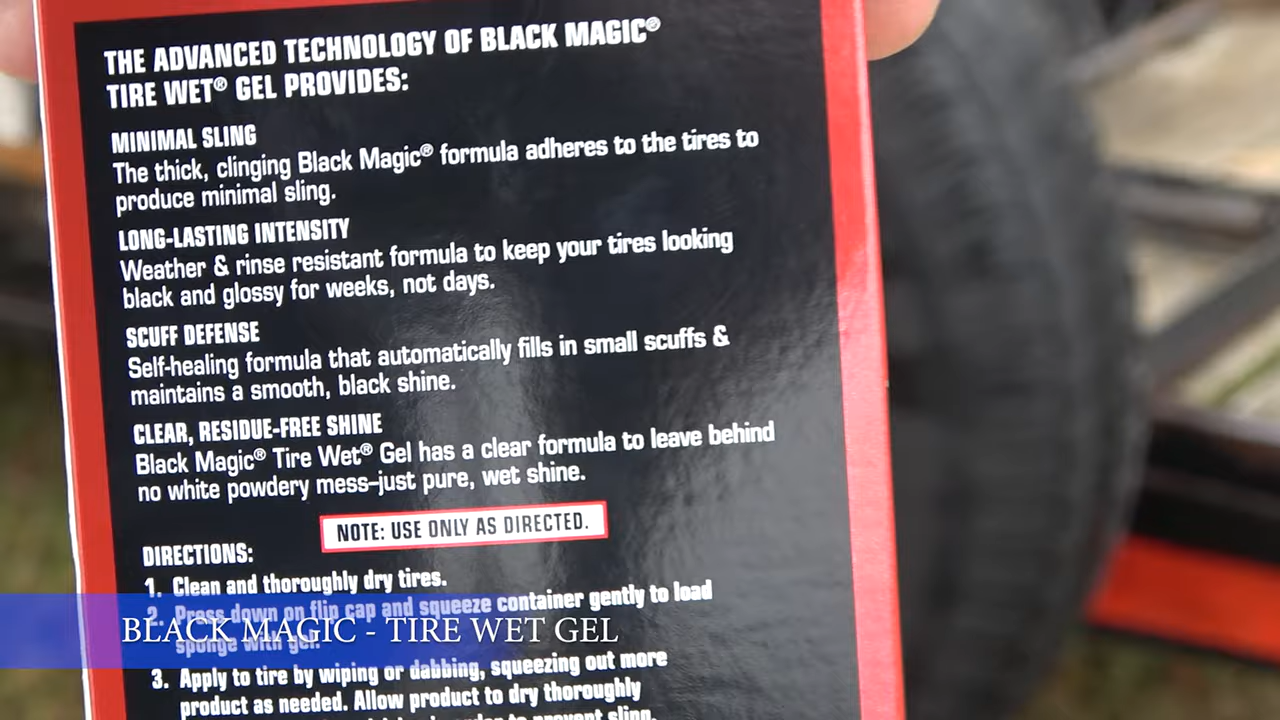 THE ADVANCED TECHNOLOGY OF BLACK MAGIC®
TIRE WET® GEL PROVIDES:
MINIMAL SLING
The thick, clinging Black Magic® formula adheres to the tires to
produce minimal sling.
LONG-LASTING INTENSITY
Weather & rinse resistant formula to keep your tires looking
black and glossy for weeks, not days.
SCUFF DEFENSE
Self-healing formula that automatically fills in small scuffs &
maintains a smooth, black shine.
CLEAR, RESIDUE-FREE SHINE
Black Magic® Tire Wet® Gel has a clear formula to leave behind
no white powdery mess–just pure, wet shine.
NOTE: USE ONLY AS DIRECTED.
DIRECTIONS:
1. Clean and thoroughly dry tires.
2. Press down on flip cap and squeeze container gently to load
sponge with gel.
BLACK MAGIC - TIRE WET GEL
3. Apply to tire by wiping or dabbing, squeezing out more
product as needed. Allow product to dry thoroughly
to prevent sling.